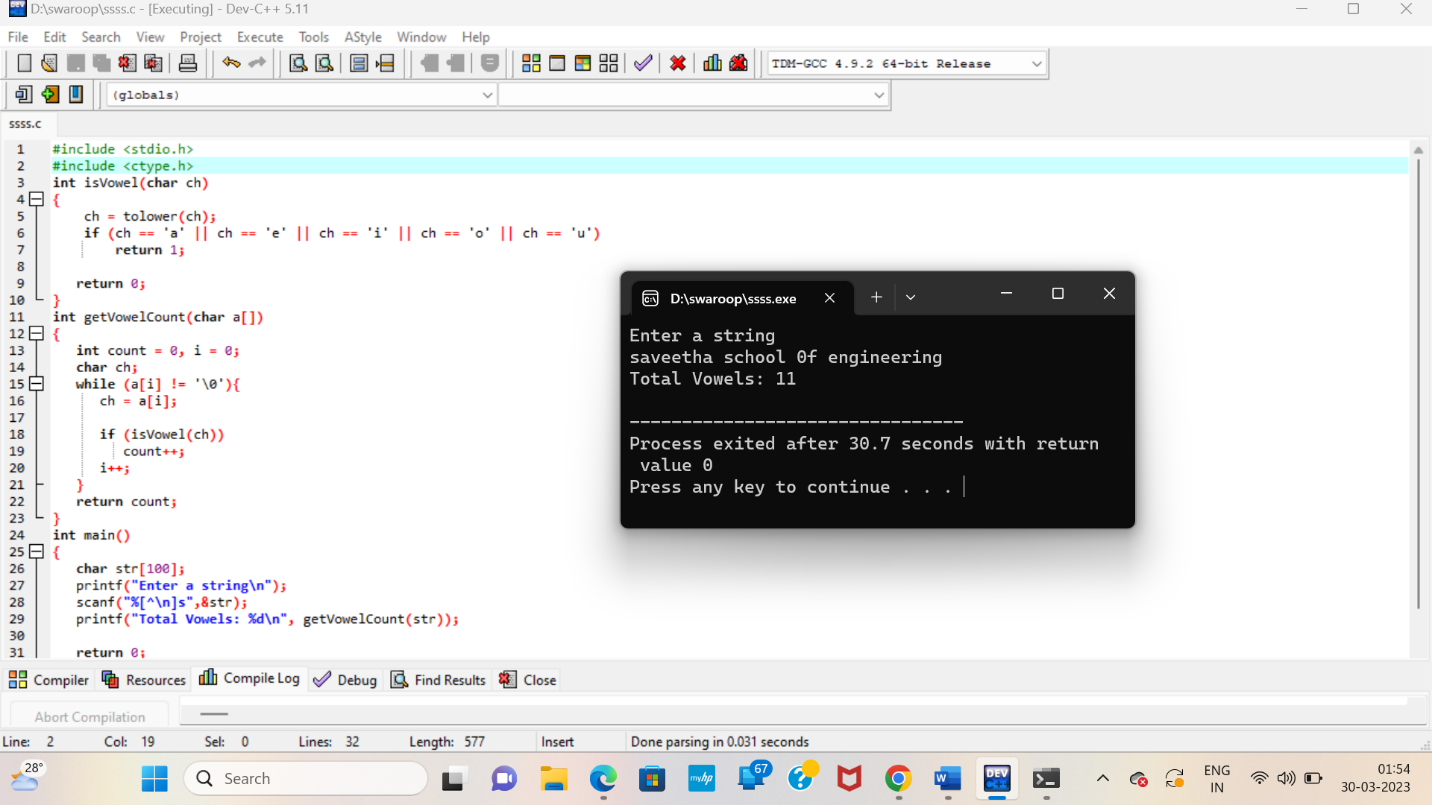 D:\swaroop\ssss.c - [Executing] - Dev-C++ 5.11
File Edit Search View Project Execute Tools AStyle Window Help
TDM-GCC 4.9.2 64-bit Release
(globals)
ssss.c
1 #include <stdio.h>
2 #include <ctype.h>
3 int isVowel(char ch)
4 {
5 ch = tolower(ch);
6 if (ch == 'a' || ch == 'e' || ch == 'i' || ch == 'o' || ch == 'u')
7 return 1;
8
9 return 0;
10 }
11 int getVowelCount(char a[])
12 {
13 int count = 0, i = 0;
14 char ch;
15 while (a[i] != '\0'){
16 ch = a[i];
17
18 if (isVowel(ch))
19 count++;
20 i++;
21 }
22 return count;
23 }
24 int main()
25 {
26 char str[100];
27 printf("Enter a string\n");
28 scanf("%[^\n]s",&str);
29 printf("Total Vowels: %d\n", getVowelCount(str));
30
31 return 0;
D:\swaroop\ssss.exe
Enter a string
saveetha school 0f engineering
Total Vowels: 11
--------------------------------
Process exited after 30.7 seconds with return
value 0
Press any key to continue . . .
Compiler Resources Compile Log Debug Find Results Close
Abort Compilation
Line: 2 Col: 19 Sel: 0 Lines: 32 Length: 577 Insert Done parsing in 0.031 seconds
28°
Search
myhp
67
DEV
ENG
IN
01:54
30-03-2023